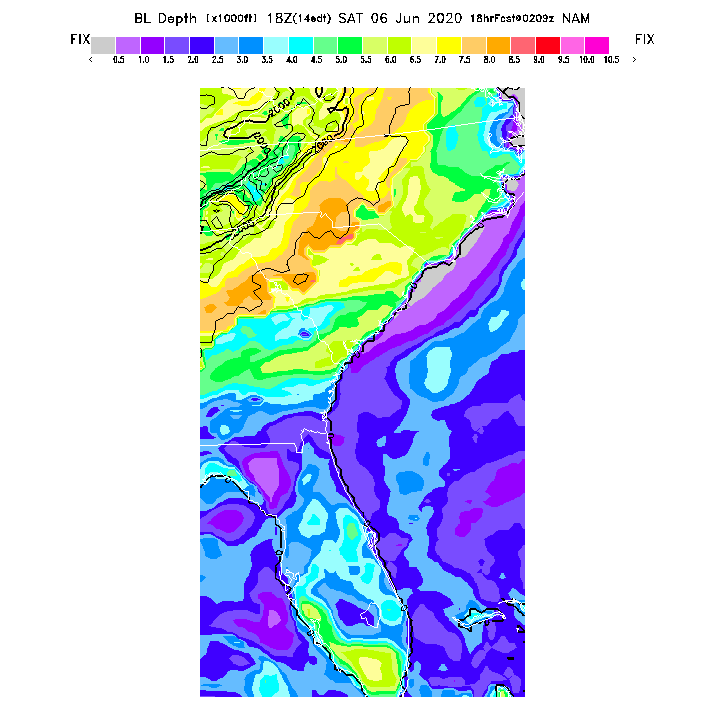 BL Depth [x1000ft] 18Z(14edt) SAT 06 Jun 2020 18hrFcst@0209z NAM
FIX FIX
< 0.5 1.0 1.5 2.0 2.5 3.0 3.5 4.0 4.5 5.0 5.5 6.0 6.5 7.0 7.5 8.0 8.5 9.0 9.5 10.0 10.5 >
2000
2000